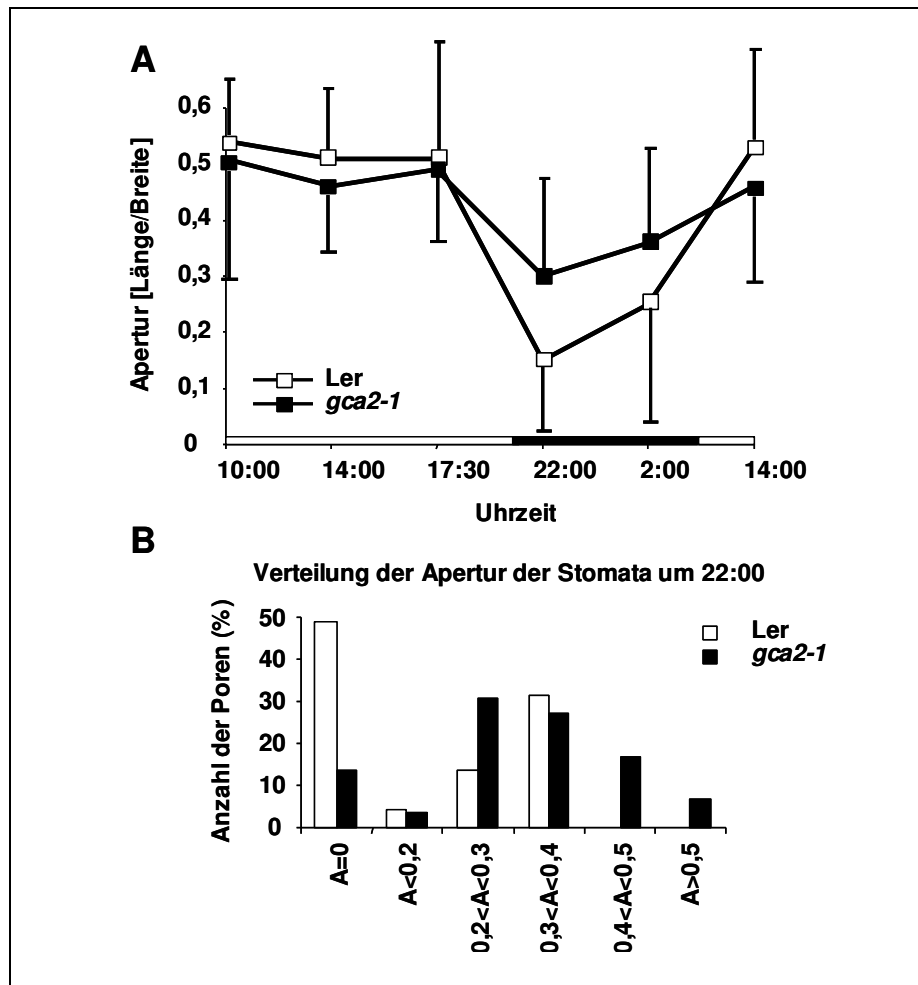 A
Apertur [Länge/Breite]
0,6
0,5
0,4
0,3
0,2
0,1
0
Ler
gca2-1
10:00 14:00 17:30 22:00 2:00 14:00
Uhrzeit
B
Verteilung der Apertur der Stomata um 22:00
Anzahl der Poren (%)
50
40
30
20
10
0
Ler
gca2-1
A=0
A<0,2
0,2<A<0,3
0,3<A<0,4
0,4<A<0,5
A>0,5